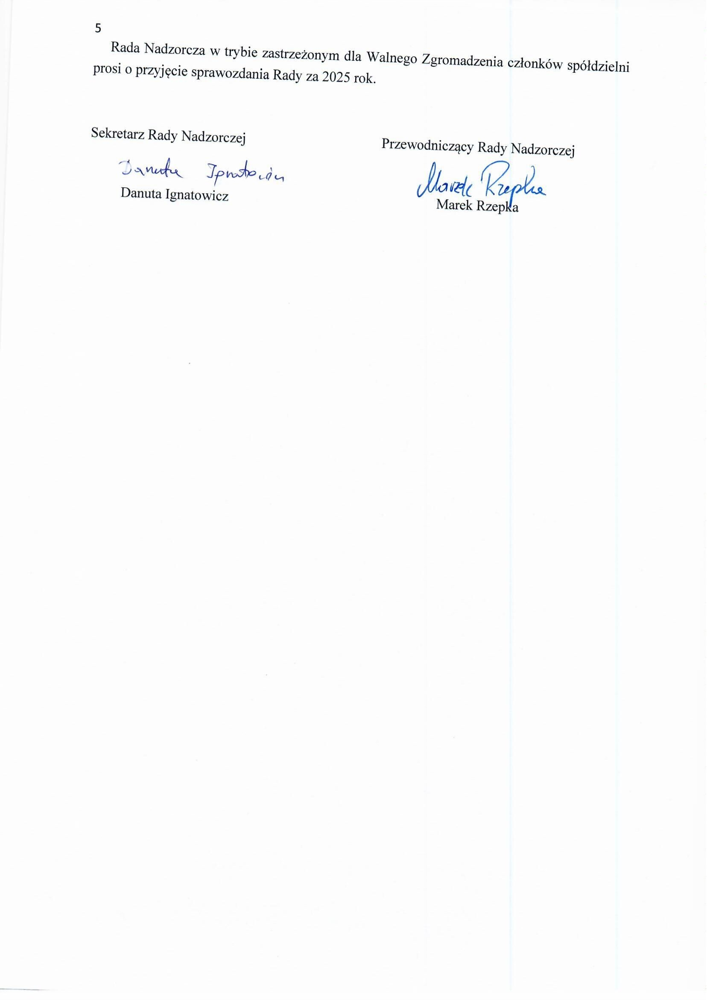 5
Rada Nadzorcza w trybie zastrzeżonym dla Walnego Zgromadzenia członków spółdzielni
prosi o przyjęcie sprawozdania Rady za 2025 rok.
Sekretarz Rady Nadzorczej
Danuta Ignatowicz
Danuta Ignatowicz
Przewodniczący Rady Nadzorczej
Marek Rzepka
Marek Rzepka